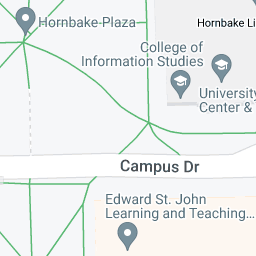 Hornbake Plaza
Hornbake Li
College of
Information Studies
University
Center &
Campus Dr
Edward St. John
Learning and Teaching...